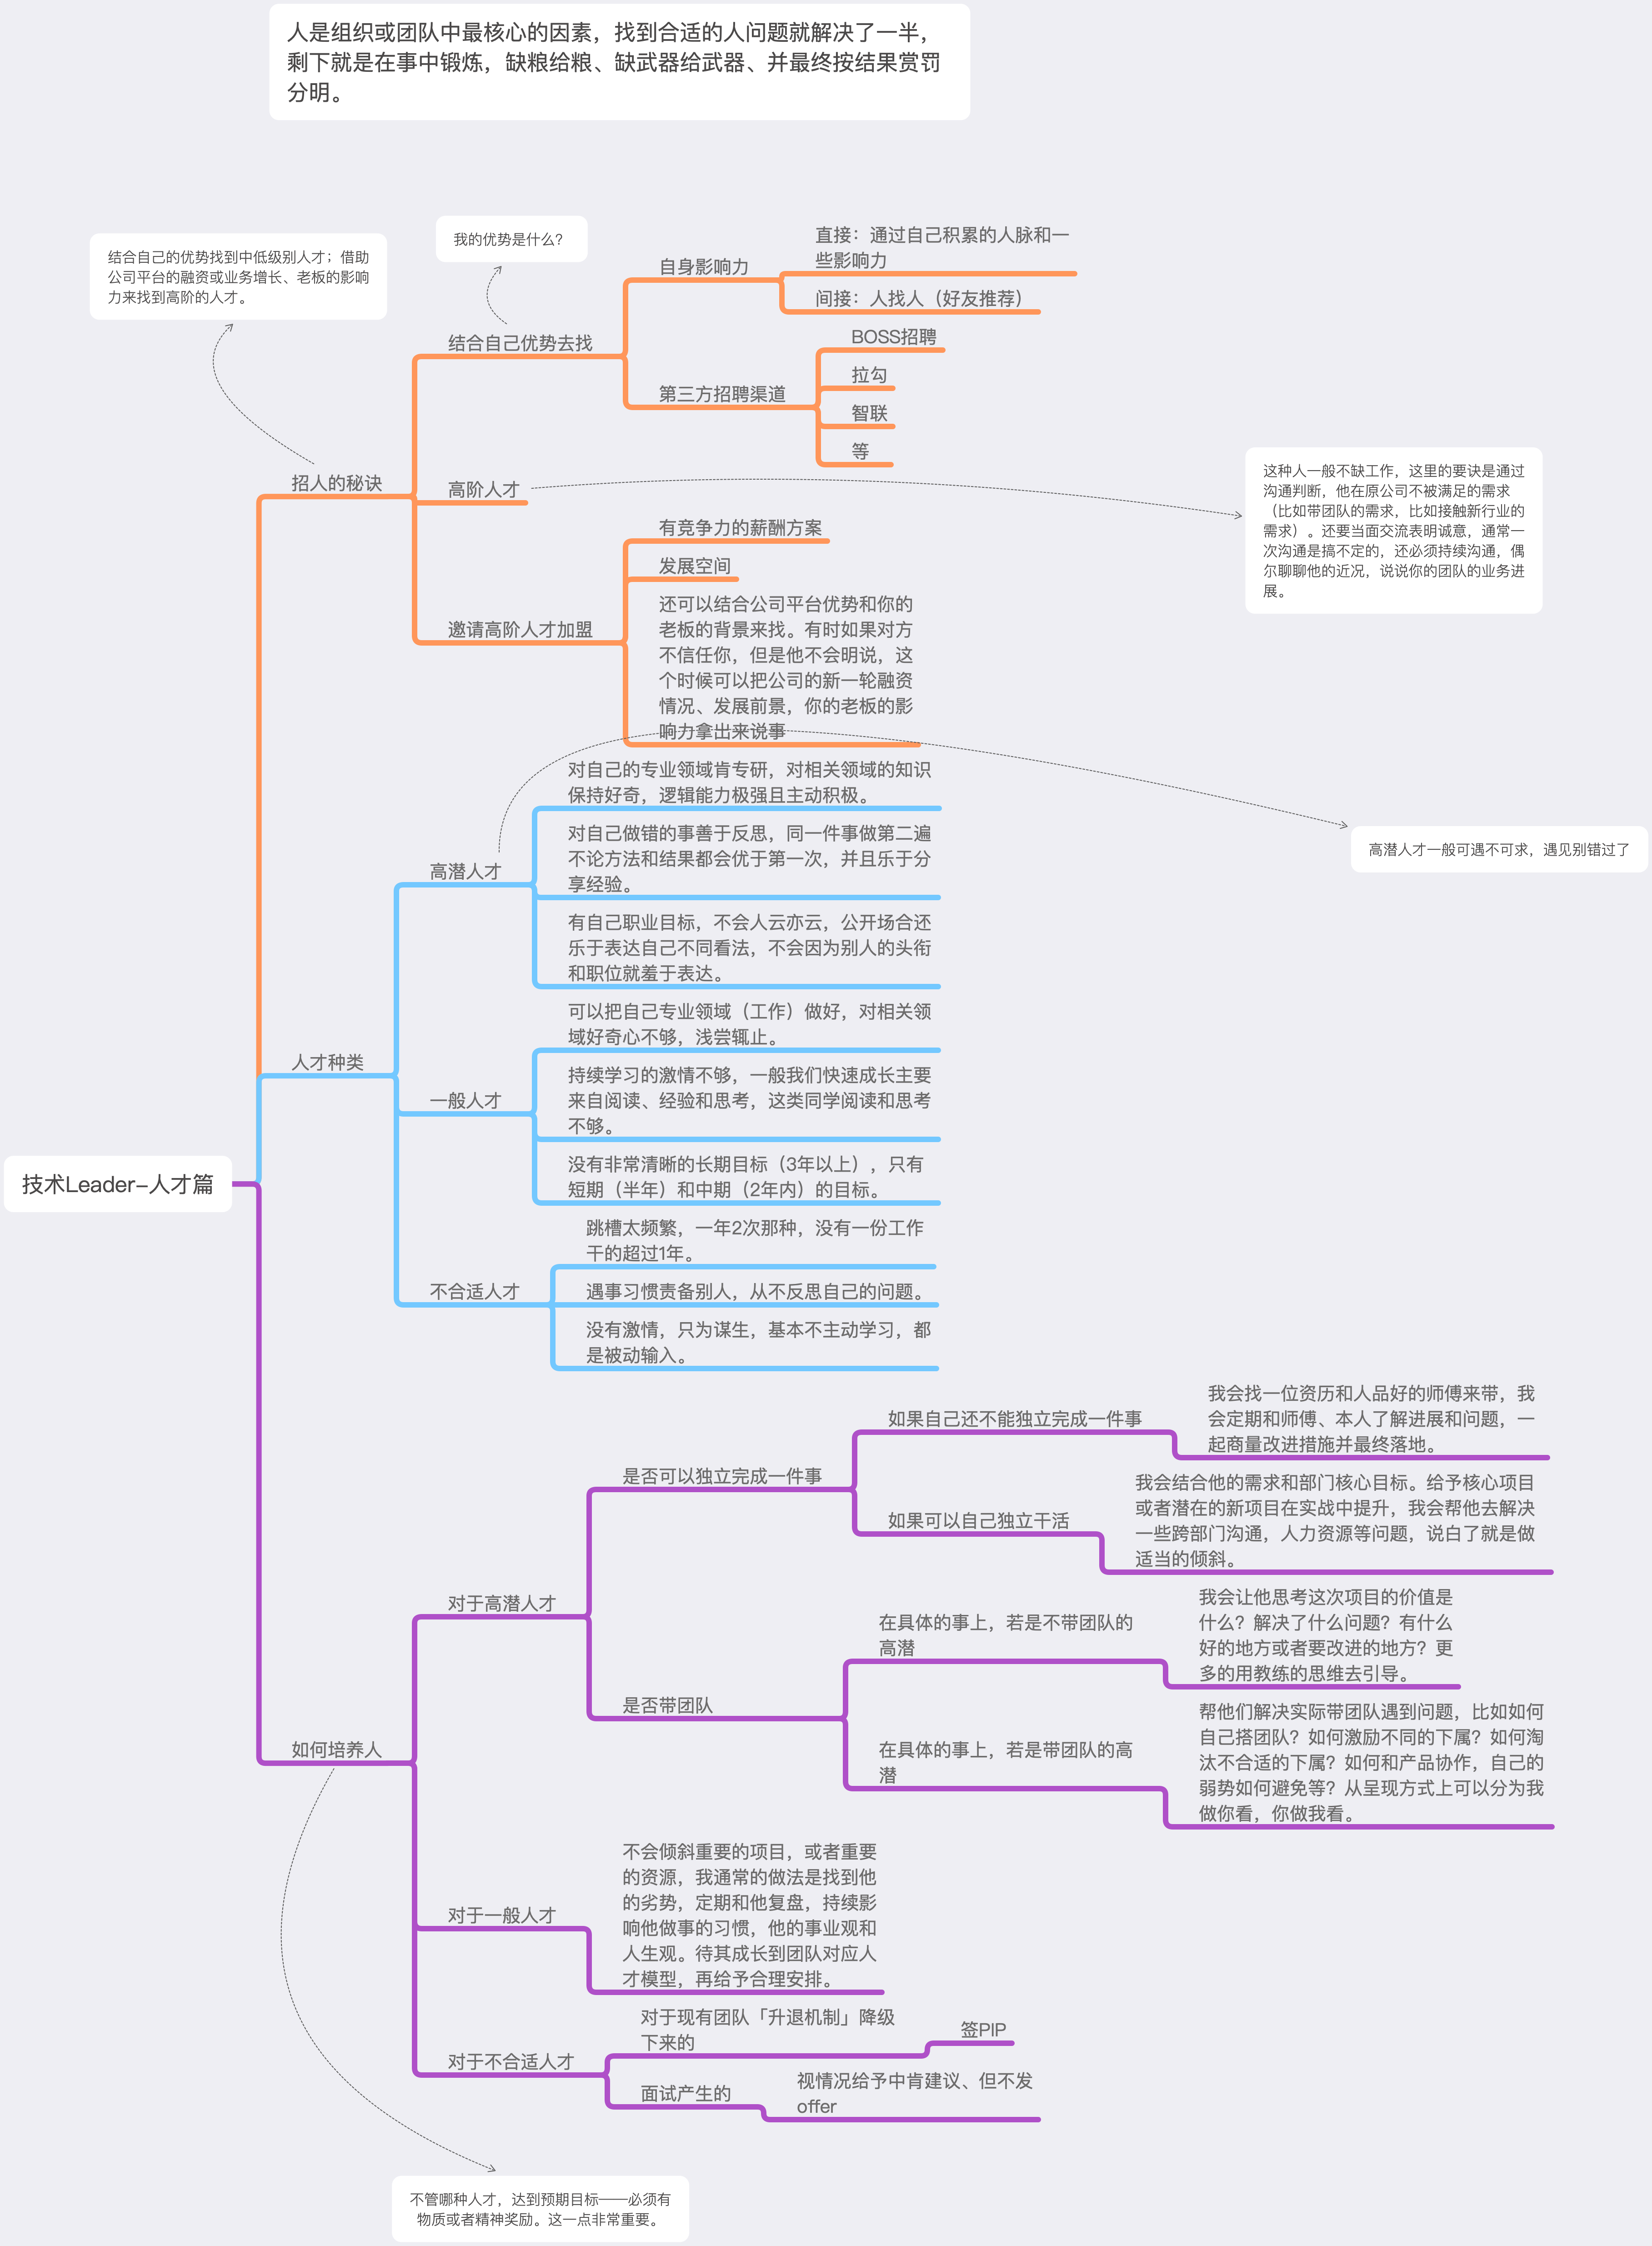 人是组织或团队中最核心的因素，找到合适的人问题就解决了一半，
剩下就是在事中锻炼，缺粮给粮、缺武器给武器、并最终按结果赏罚
分明。
结合自己的优势找到中低级别人才；借助
公司平台的融资或业务增长、老板的影响
力来找到高阶的人才。
我的优势是什么？
技术Leader-人才篇
招人的秘诀
结合自己优势去找
自身影响力
直接：通过自己积累的人脉和一
些影响力
间接：人找人（好友推荐）
第三方招聘渠道
BOSS招聘
拉勾
智联
等
高阶人才
这种人一般不缺工作，这里的要诀是通过
沟通判断，他在原公司不被满足的需求
（比如带团队的需求，比如接触新行业的
需求）。还要当面交流表明诚意，通常一
次沟通是搞不定的，还必须持续沟通，偶
尔聊聊他的近况，说说你的团队的业务进
展。
邀请高阶人才加盟
有竞争力的薪酬方案
发展空间
还可以结合公司平台优势和你的
老板的背景来找。有时如果对方
不信任你，但是他不会明说，这
个时候可以把公司的新一轮融资
情况、发展前景，你的老板的影
响力拿出来说事
人才种类
高潜人才
对自己的专业领域肯专研，对相关领域的知识
保持好奇，逻辑能力极强且主动积极。
对自己做错的事善于反思，同一件事做第二遍
不论方法和结果都会优于第一次，并且乐于分
享经验。
有自己职业目标，不会人云亦云，公开场合还
乐于表达自己不同看法，不会因为别人的头衔
和职位就羞于表达。
高潜人才一般可遇不可求，遇见别错过了
一般人才
可以把自己专业领域（工作）做好，对相关领
域好奇心不够，浅尝辄止。
持续学习的激情不够，一般我们快速成长主要
来自阅读、经验和思考，这类同学阅读和思考
不够。
没有非常清晰的长期目标（3年以上），只有
短期（半年）和中期（2年内）的目标。
不合适人才
跳槽太频繁，一年2次那种，没有一份工作
干的超过1年。
遇事习惯责备别人，从不反思自己的问题。
没有激情，只为谋生，基本不主动学习，都
是被动输入。
如何培养人
对于高潜人才
是否可以独立完成一件事
如果自己还不能独立完成一件事
我会找一位资历和人品好的师傅来带，我
会定期和师傅、本人了解进展和问题，一
起商量改进措施并最终落地。
如果可以自己独立干活
我会结合他的需求和部门核心目标。给予核心项目
或者潜在的新项目在实战中提升，我会帮他去解决
一些跨部门沟通，人力资源等问题，说白了就是做
适当的倾斜。
是否带团队
在具体的事上，若是不带团队的
高潜
我会让他思考这次项目的价值是
什么？解决了什么问题？有什么
好的地方或者要改进的地方？更
多的用教练的思维去引导。
在具体的事上，若是带团队的高
潜
帮他们解决实际带团队遇到问题，比如如何
自己搭团队？如何激励不同的下属？如何淘
汰不合适的下属？如何和产品协作，自己的
弱势如何避免等？从呈现方式上可以分为我
做你看，你做我看。
对于一般人才
不会倾斜重要的项目，或者重要
的资源，我通常的做法是找到他
的劣势，定期和他复盘，持续影
响他做事的习惯，他的事业观和
人生观。待其成长到团队对应人
才模型，再给予合理安排。
对于不合适人才
对于现有团队「升退机制」降级
下来的
签PIP
面试产生的
视情况给予中肯建议、但不发
offer
不管哪种人才，达到预期目标——必须有
物质或者精神奖励。这一点非常重要。